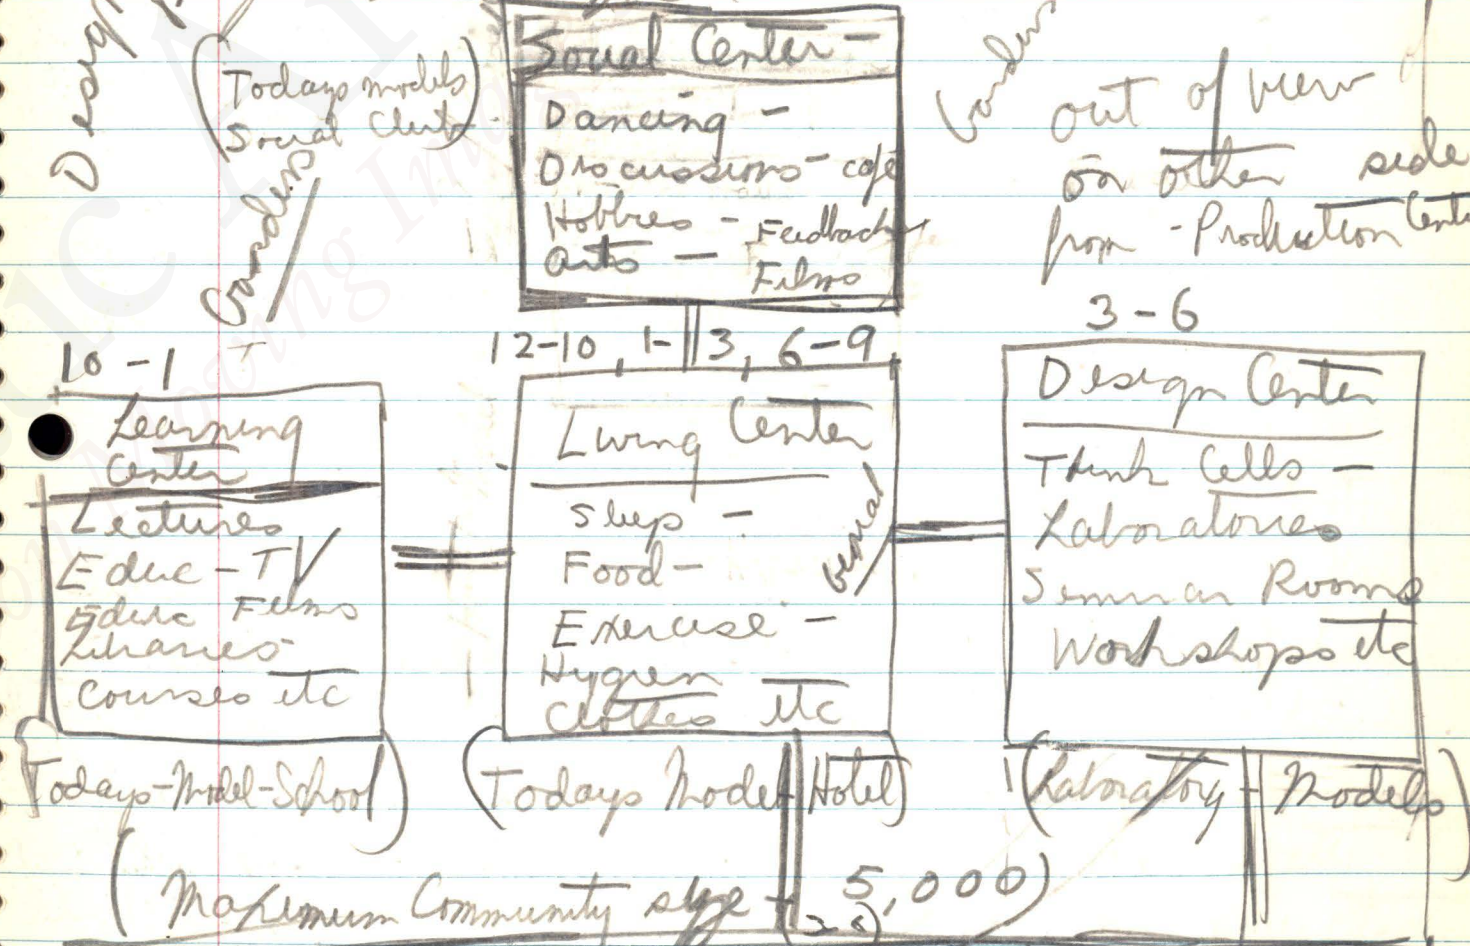 Design
(Todays models
Social Clubs -
Gardens
Social Center -
Dancing -
Discussions - cafe
Hobbies - Feedback
Arts - Films
Gardens
out of view
on other side
from - Production Center
10 - 1
Learning
Center
Lectures
Educ - TV
Educ Films
Libraries
Courses etc
(Todays-Model-School)
12-10, 1-3, 6-9,
Living Center
Sleep -
Food -
Exercise -
Hygien
Clothes etc
(Todays Model Hotel)
3 - 6
Design Center
Think Cells -
Laboratories
Seminar Rooms
Workshops etc
(Laboratory - Models)
(Maximum Community size - 5,000)